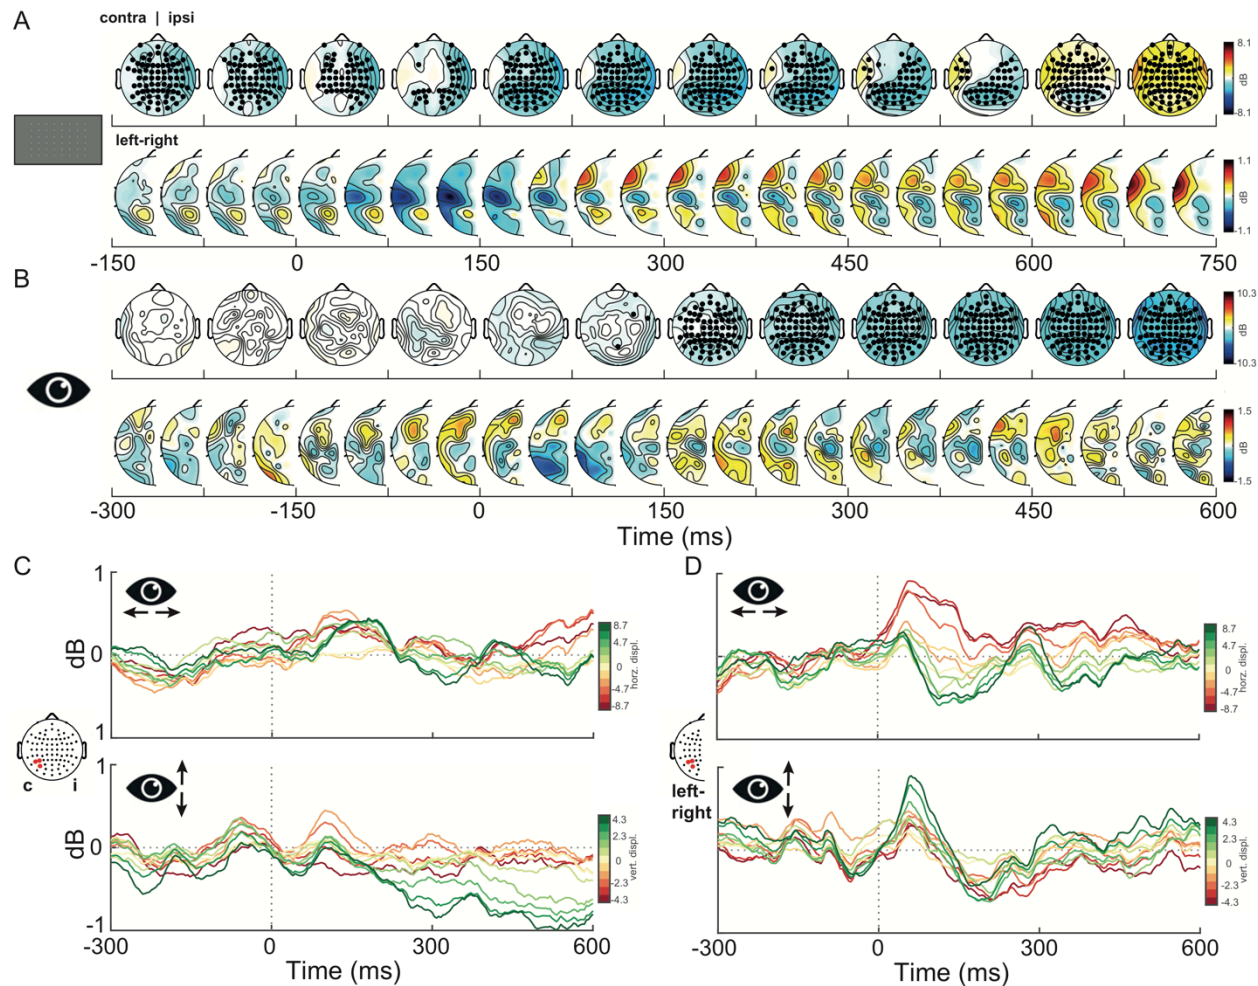 A
contra | ipsi
8.1
dB
8.1
left-right
1.1
dB
1.1
-150 0 150 300 450 600 750
B
10.3
dB
10.3
1.5
dB
-1.5
-300 -150 0 150 300 450 600
Time (ms)
C
1
dB
0
1
8.7
4.7
0
-4.7
-8.7
horz. displ.
c i
1
dB
0
-1
4.3
2.3
0
-2.3
-4.3
vert. displ.
-300 0 300 600
Time (ms)
D
8.7
4.7
0
-4.7
-8.7
horz. displ.
left-
right
4.3
2.3
0
-2.3
-4.3
vert. displ.
-300 0 300 600
Time (ms)